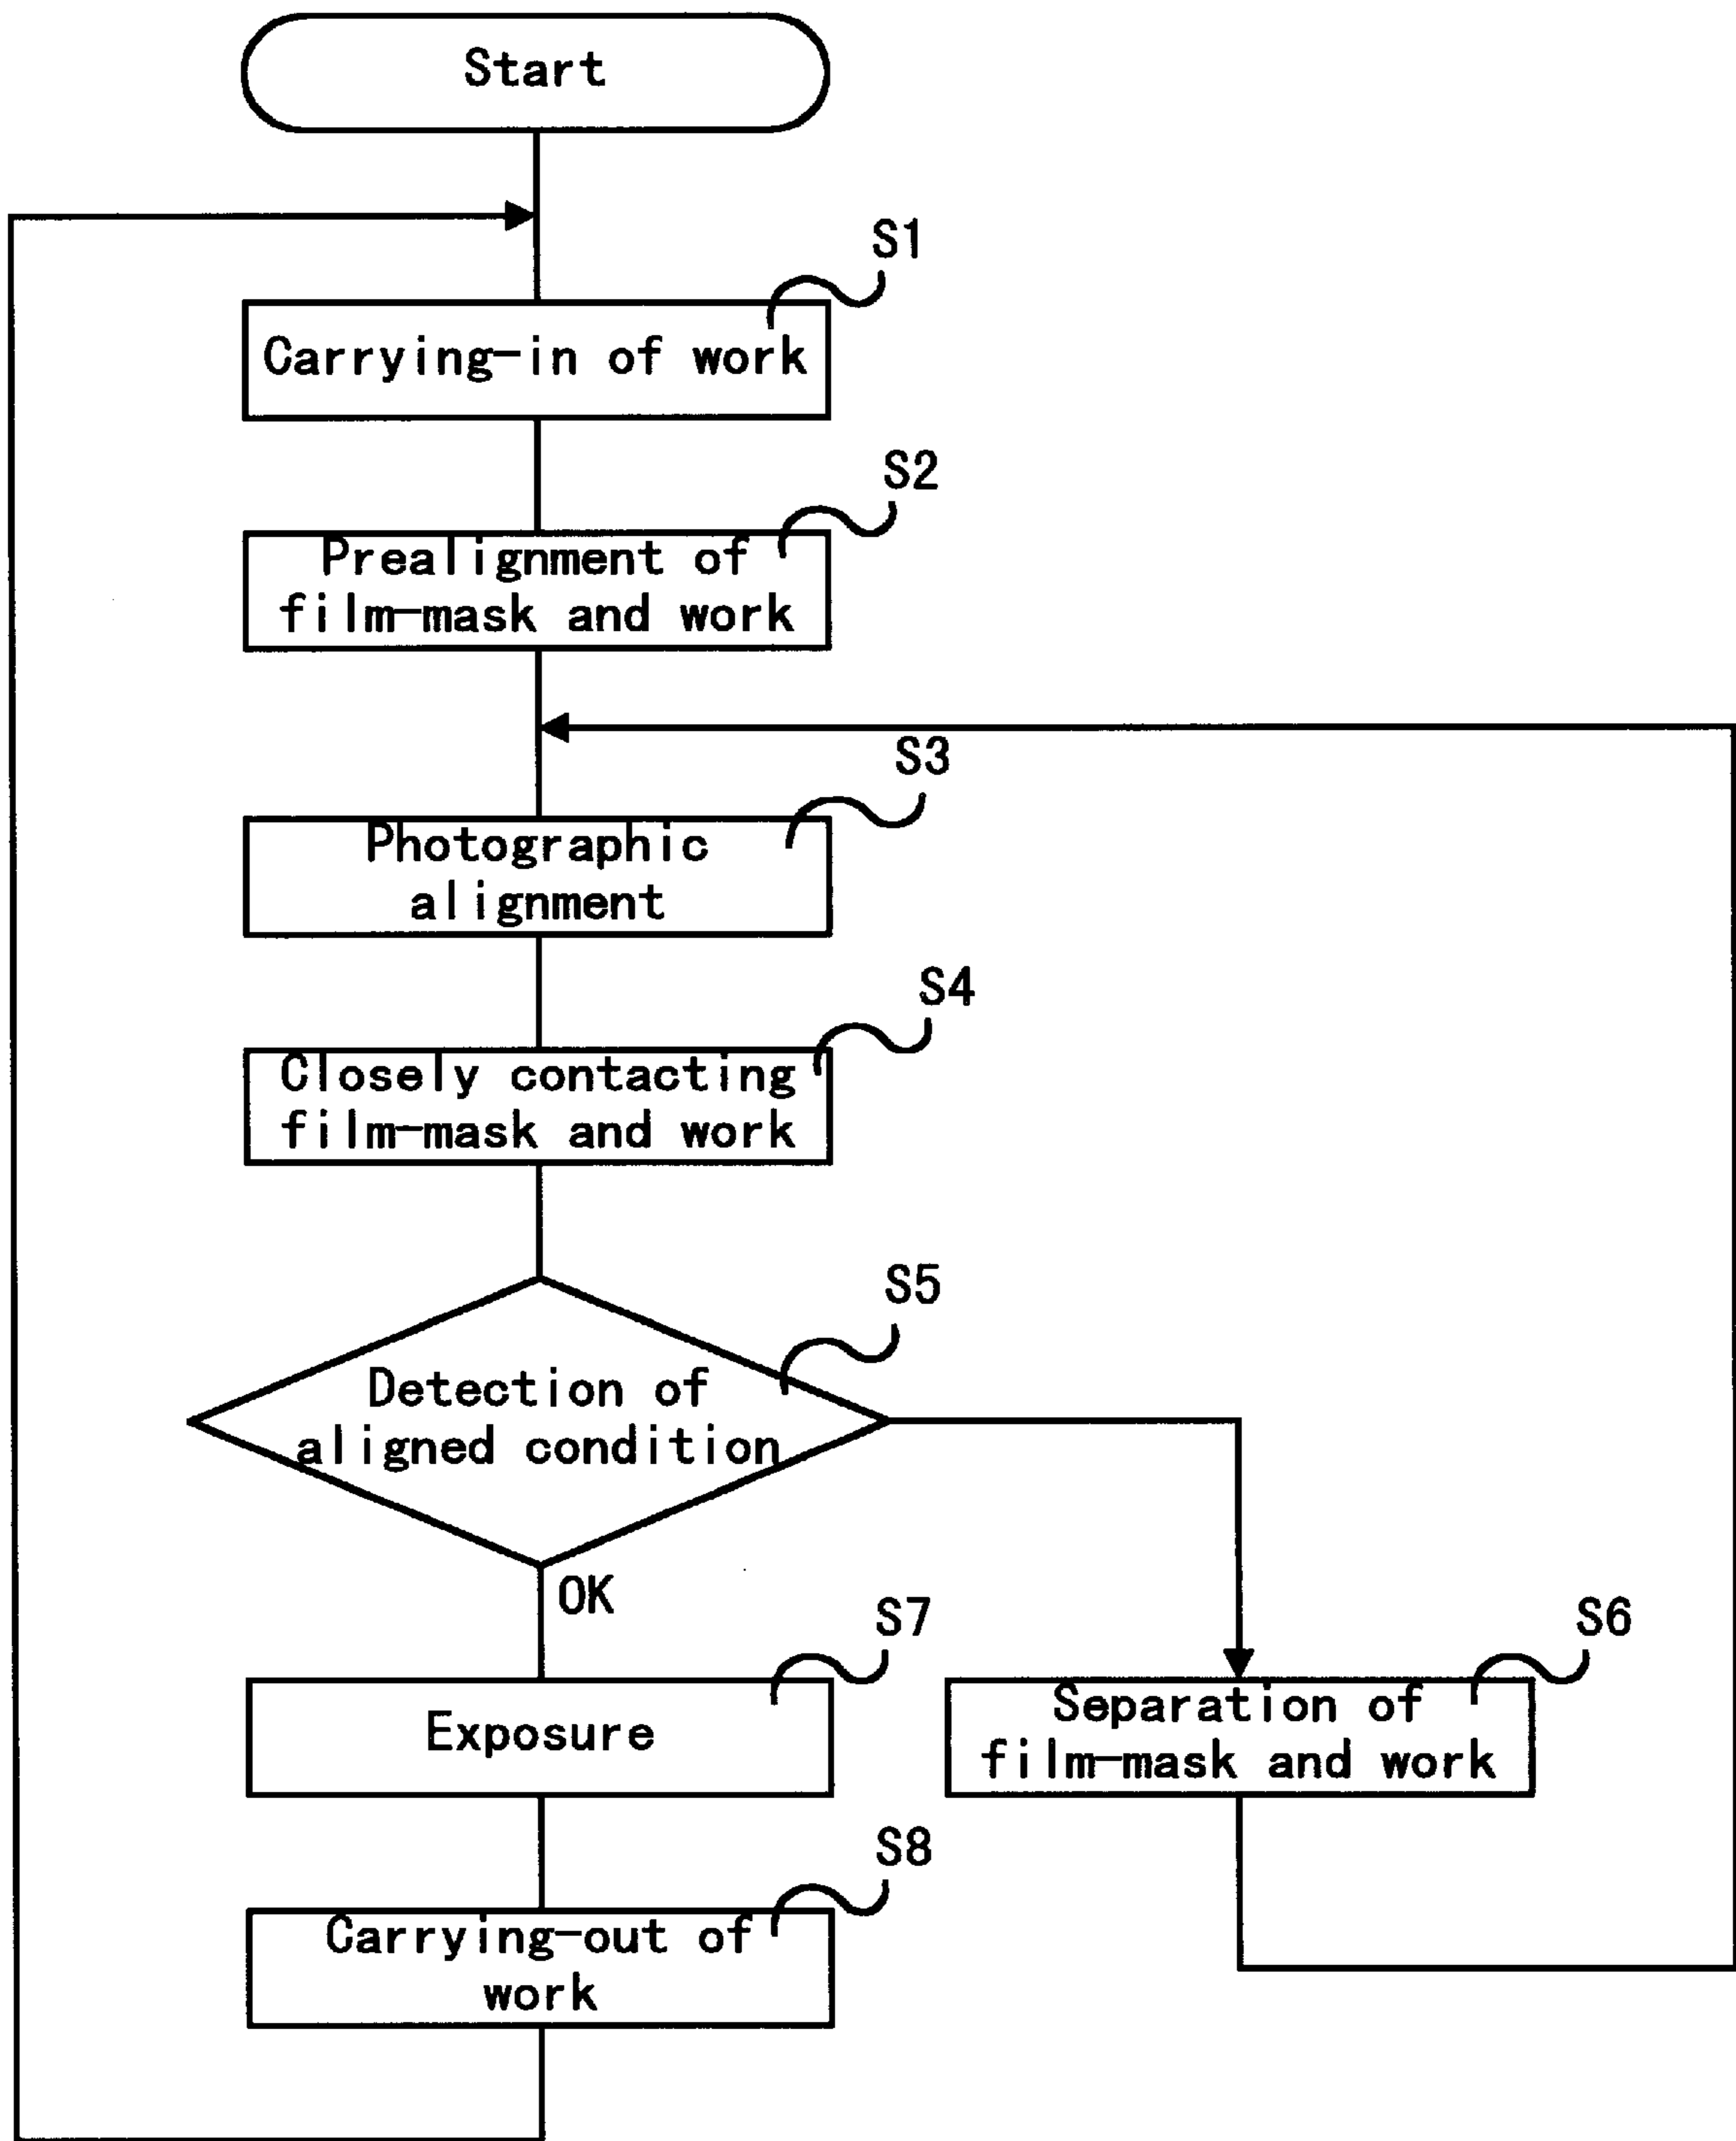 Start
S1
Carrying-in of work
S2
Prealignment of
film-mask and work
S3
Photographic
alignment
S4
Closely contacting
film-mask and work
S5
Detection of
aligned condition
OK
S7
Exposure
S6
Separation of
film-mask and work
S8
Carrying-out of
work